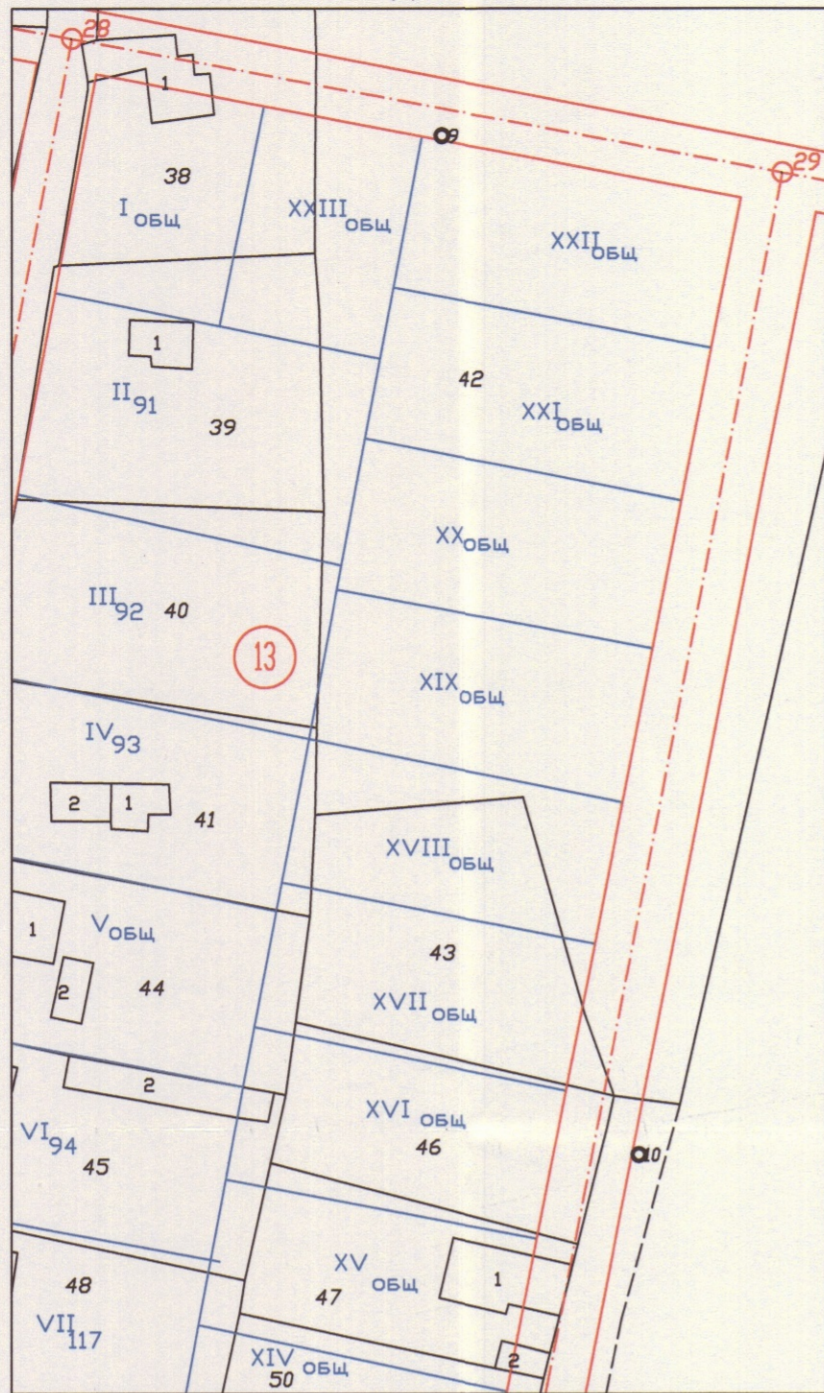 28
1
9
29
38
I ОБЩ
XXIII ОБЩ
XXII ОБЩ
1
II 91
39
42
XXI ОБЩ
XX ОБЩ
III 92
40
13
XIX ОБЩ
IV 93
2
1
41
XVIII ОБЩ
1
V ОБЩ
43
2
44
XVII ОБЩ
2
XVI ОБЩ
VI 94
46
45
10
XV ОБЩ
1
48
47
VII 117
XIV ОБЩ
2
50